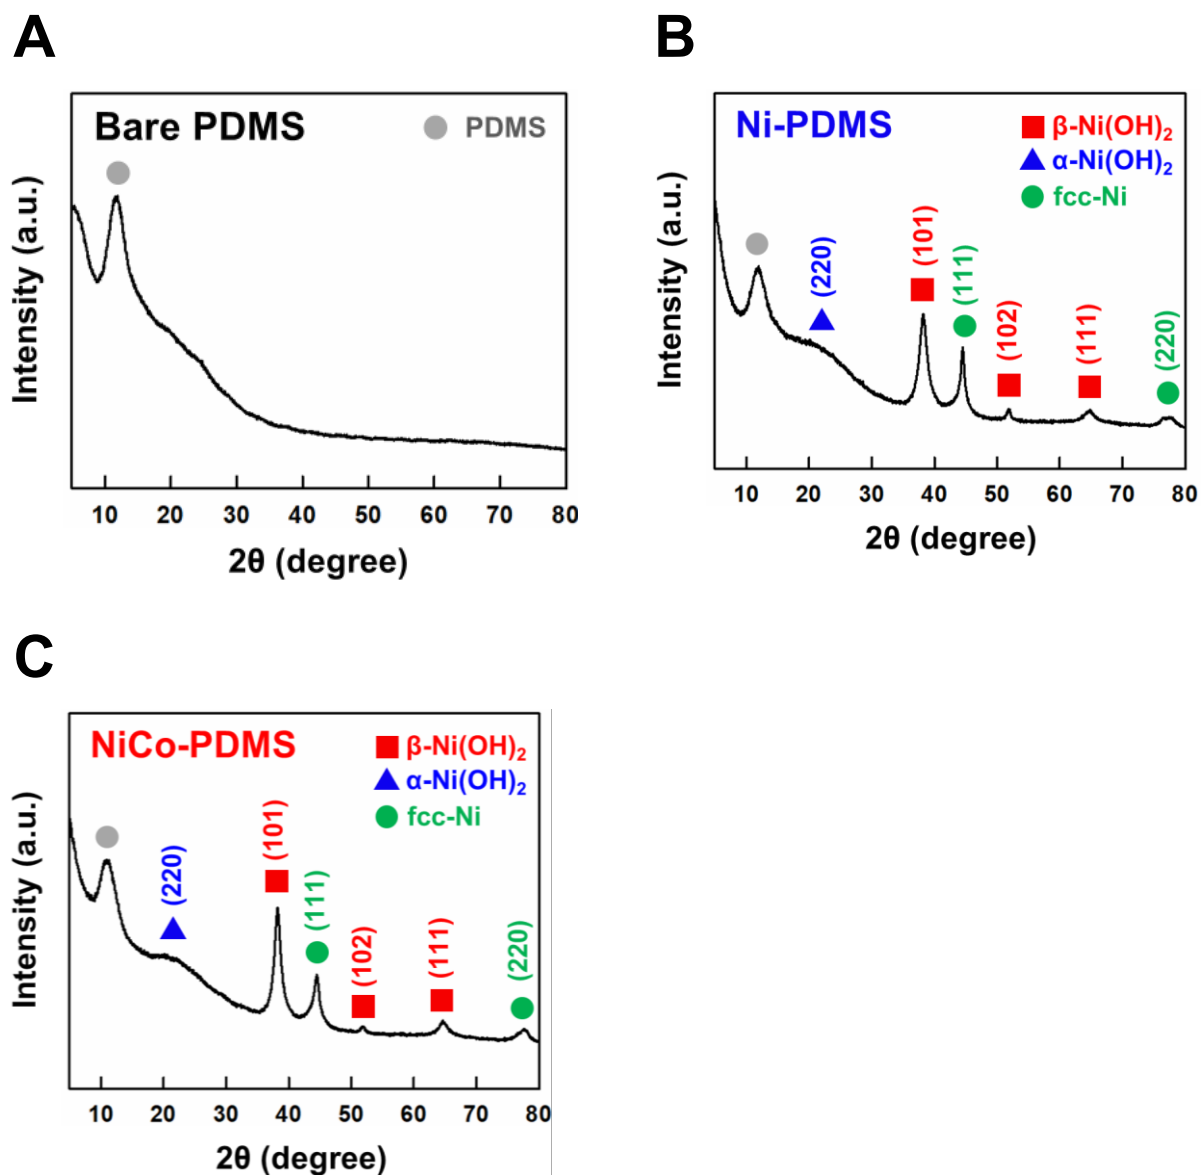 A
Bare PDMS
PDMS
Intensity (a.u.)
10 20 30 40 50 60 70 80
2θ (degree)
B
Ni-PDMS
β-Ni(OH)₂
α-Ni(OH)₂
fcc-Ni
(220)
(101)
(111)
(102)
(111)
(220)
Intensity (a.u.)
10 20 30 40 50 60 70 80
2θ (degree)
C
NiCo-PDMS
β-Ni(OH)₂
α-Ni(OH)₂
fcc-Ni
(220)
(101)
(111)
(102)
(111)
(220)
Intensity (a.u.)
10 20 30 40 50 60 70 80
2θ (degree)